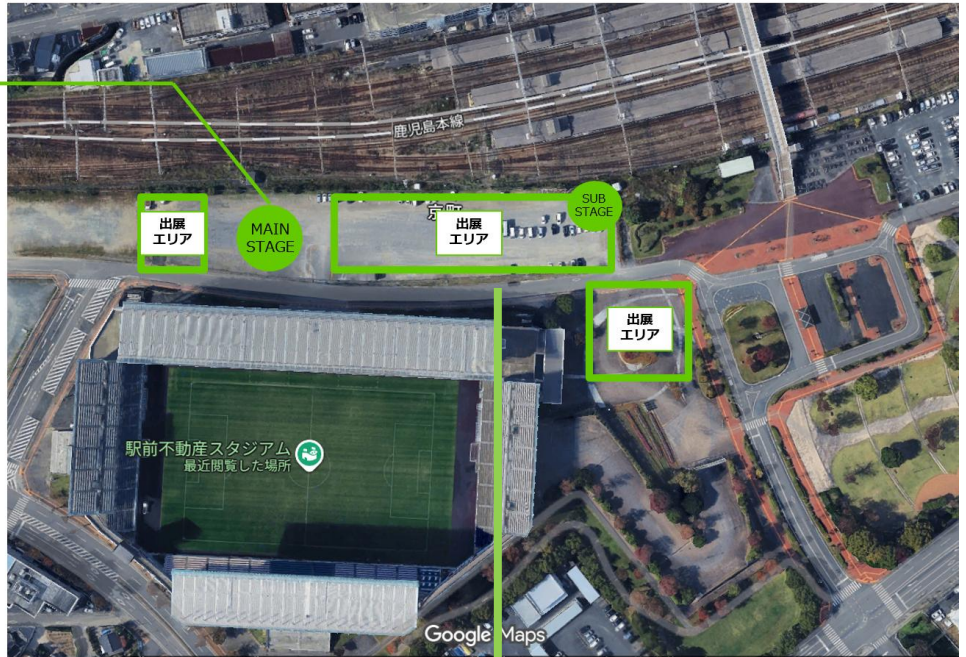 鹿児島本線
出展
エリア
MAIN
STAGE
出展
エリア
SUB
STAGE
出展
エリア
駅前不動産スタジアム
最近閲覧した場所
Google Maps